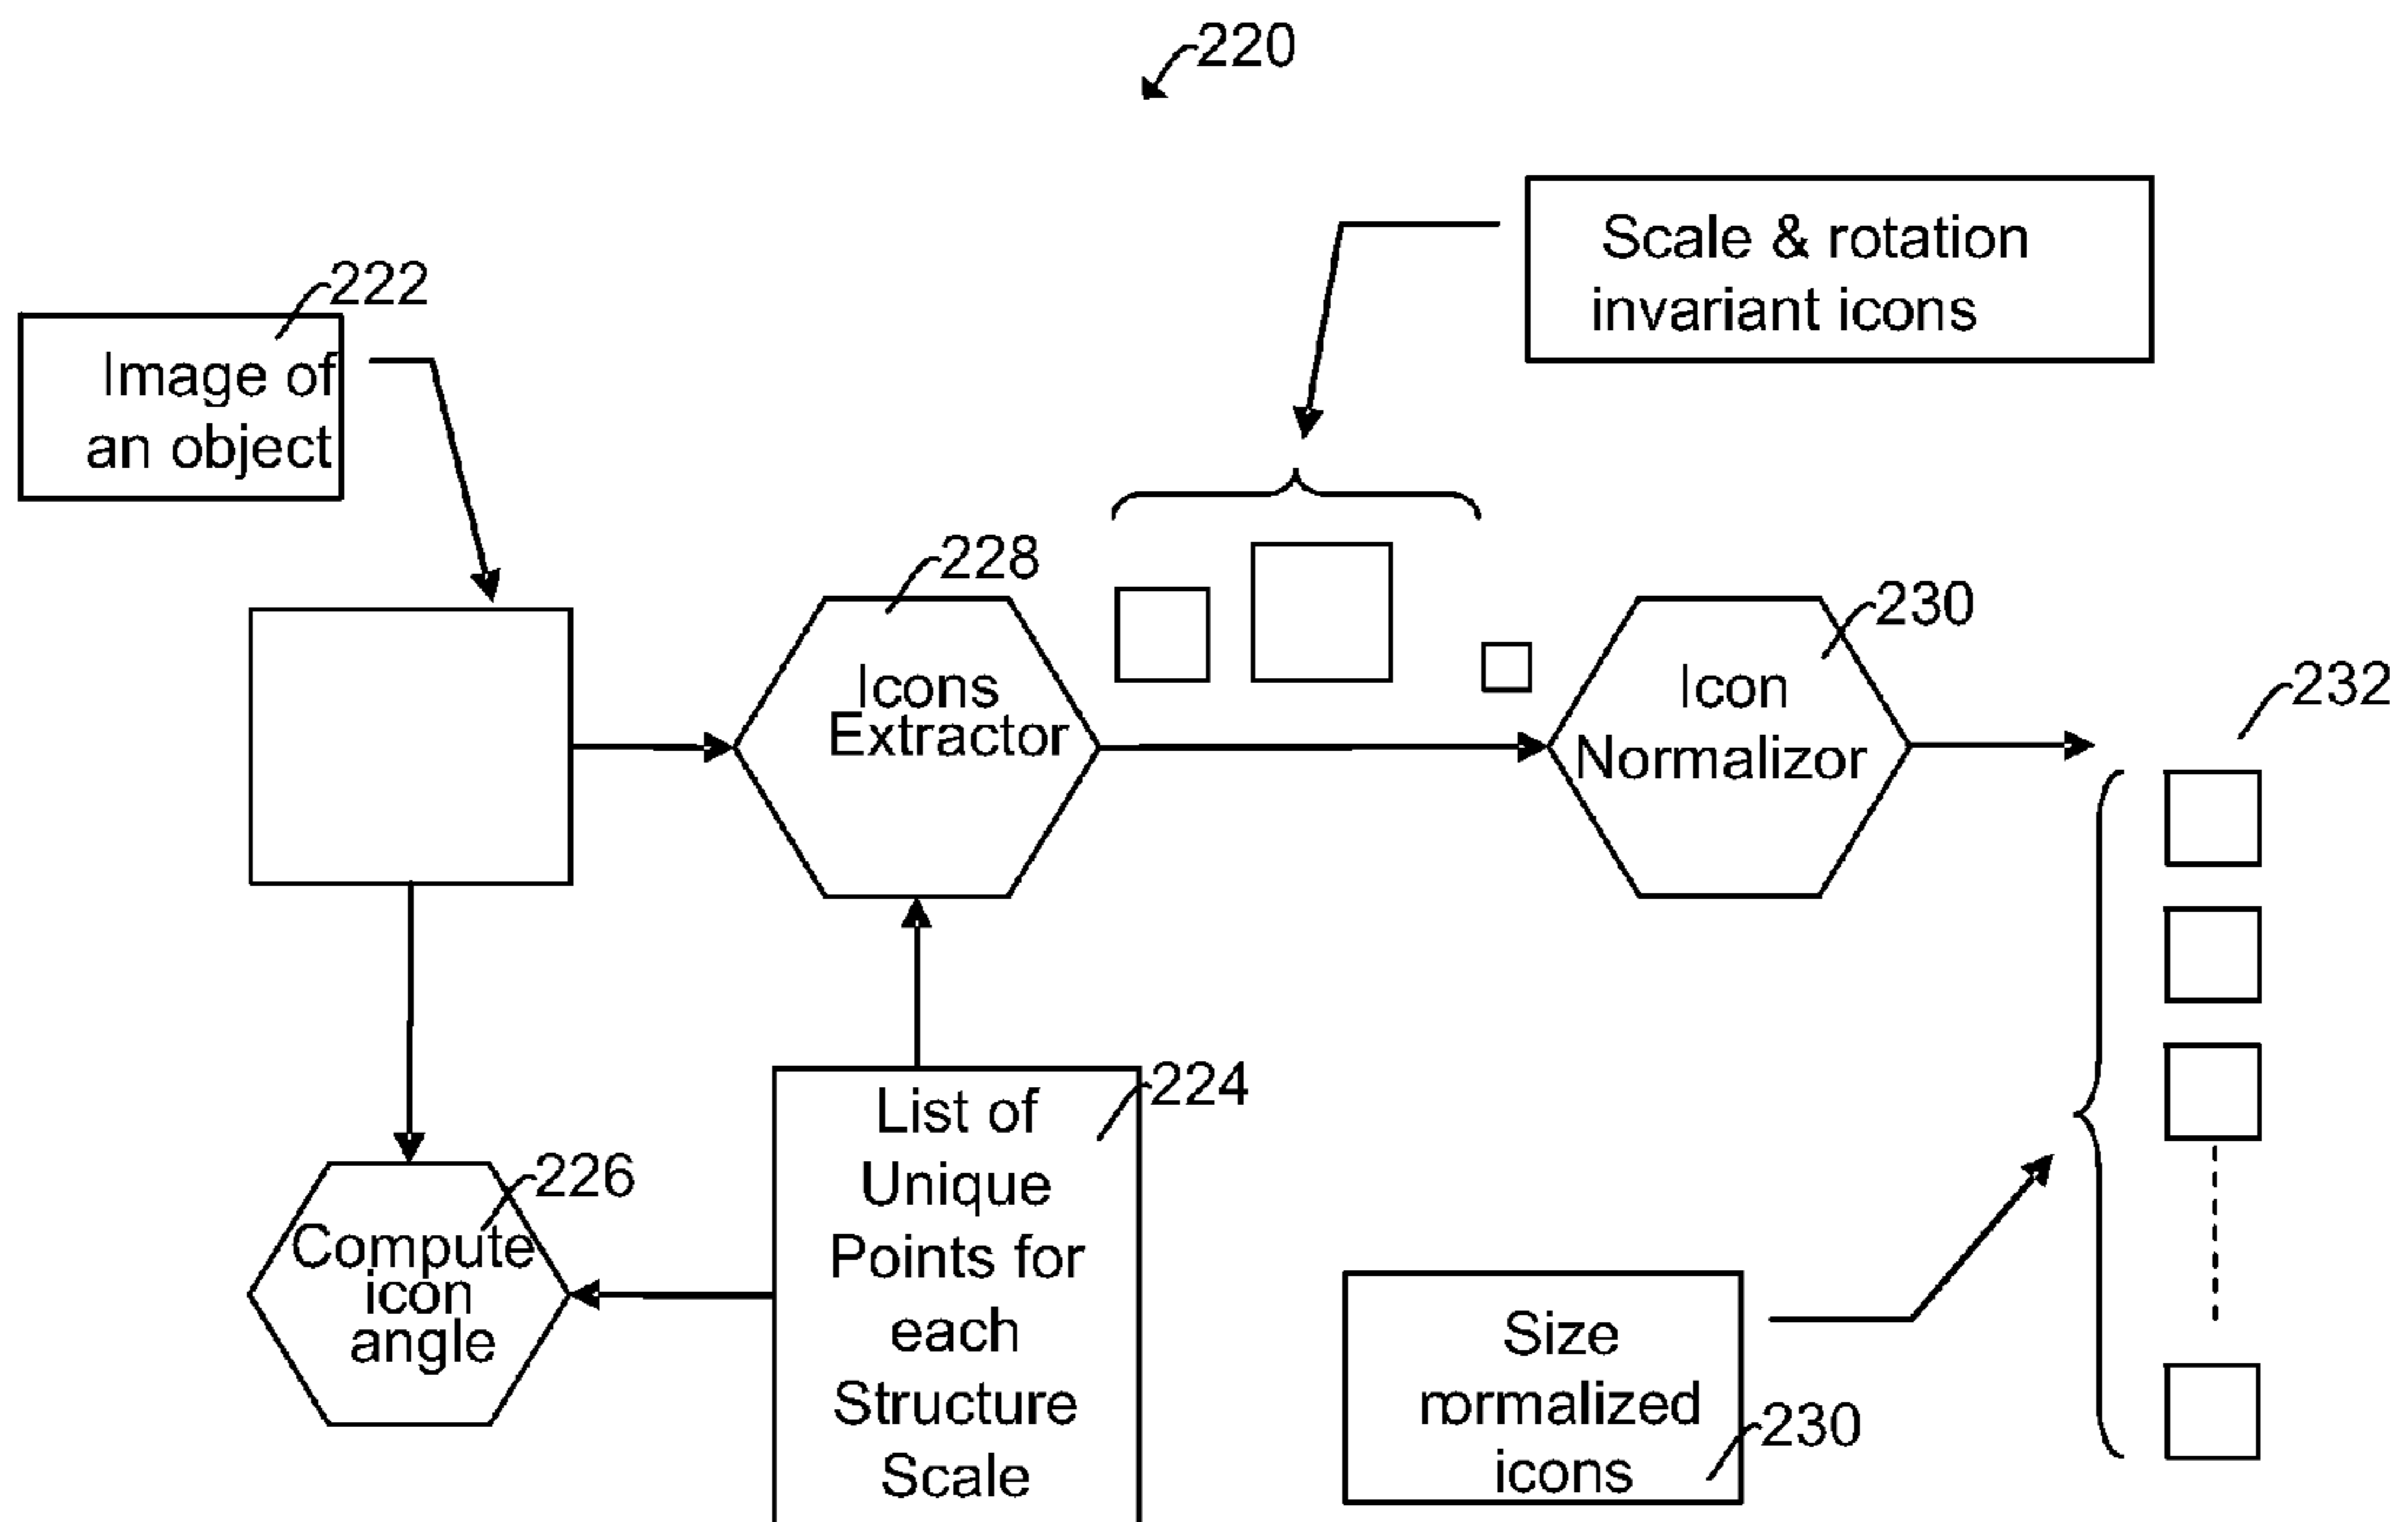 220
Scale & rotation
invariant icons
222
Image of
an object
228
Icons
Extractor
230
Icon
Normalizor
232
224
List of
Unique
Points for
each
Structure
Scale
226
Compute
icon
angle
Size
normalized
icons
230